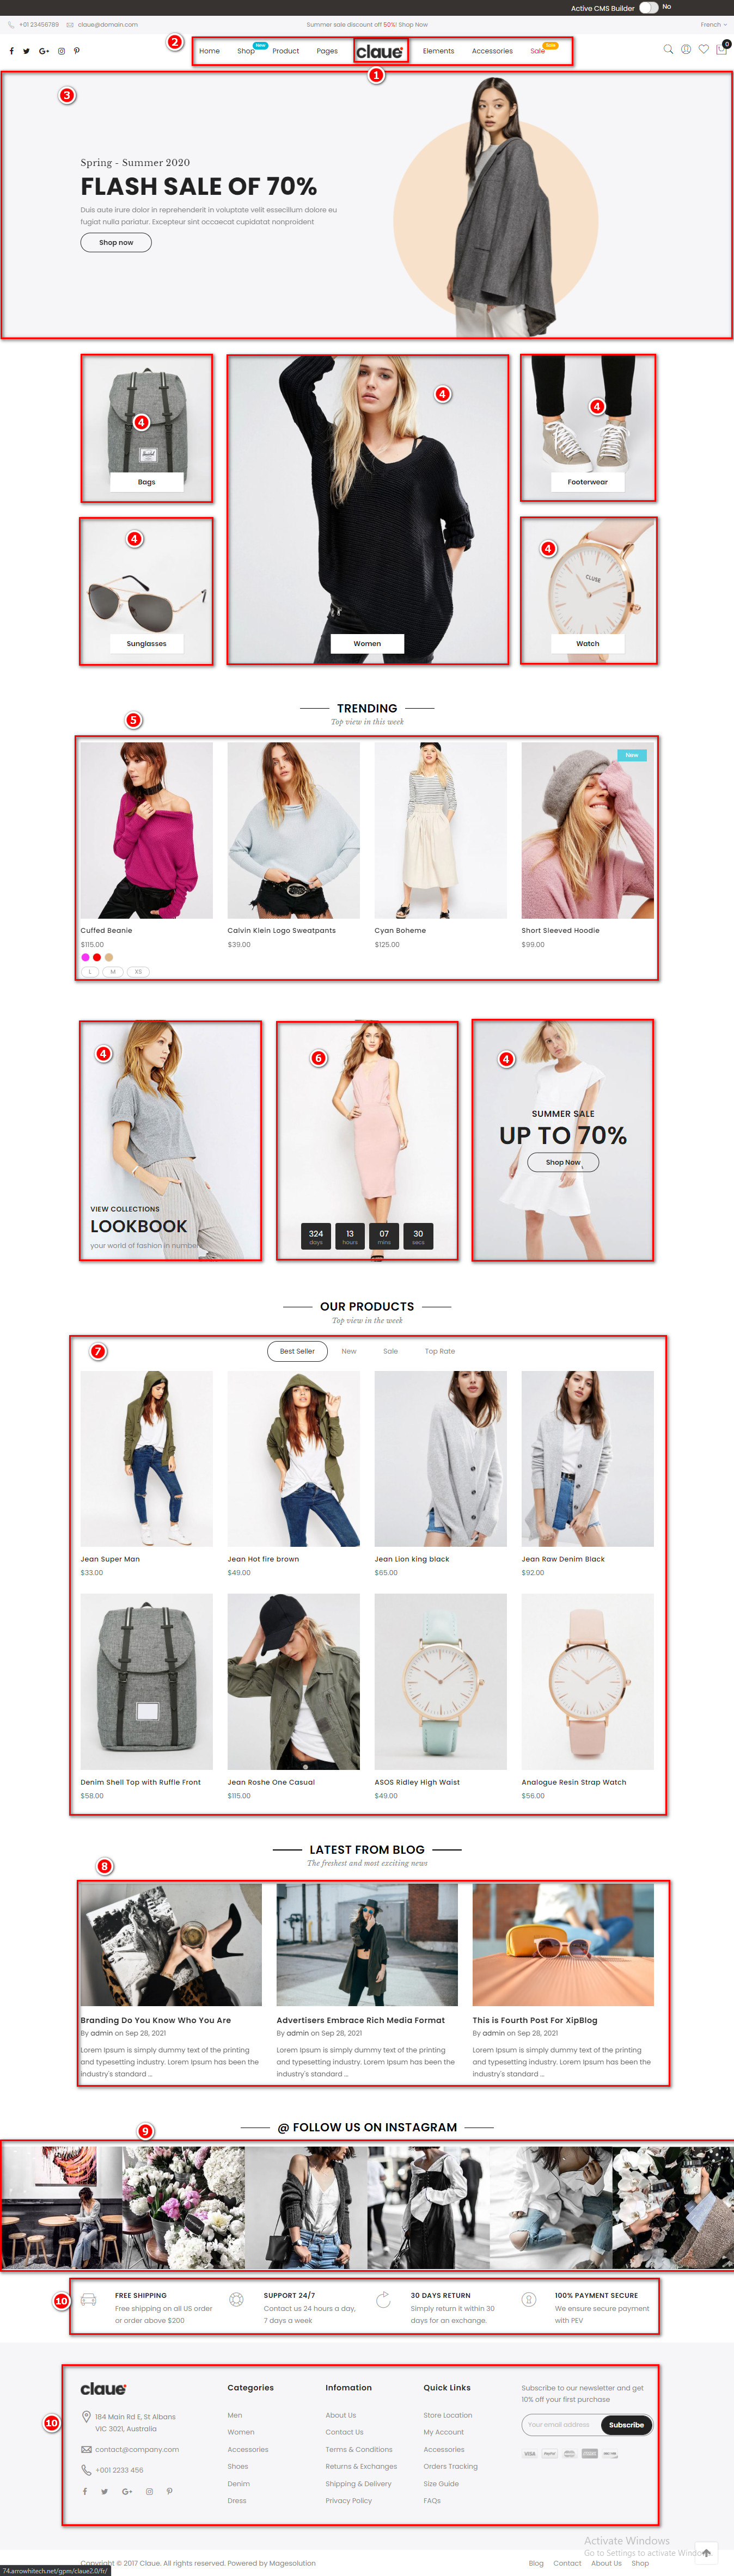 Active CMS Builder No
+01 23456789 claue@domain.com Summer sale discount off 50%! Shop Now French
2
Home Shop New Product Pages claue Elements Accessories Sale Sale 0
1
3
Spring - Summer 2020
FLASH SALE OF 70%
Duis aute irure dolor in reprehenderit in voluptate velit essecillum dolore eu
fugiat nulla pariatur. Excepteur sint occaecat cupidatat nonproident
Shop now
4
4
4
Bags
Footerwear
4
4
CLUSE
Sunglasses
Women
Watch
TRENDING
5
Top view in this week
New
Cuffed Beanie
$115.00
L M XS
Calvin Klein Logo Sweatpants
$39.00
Cyan Boheme
$125.00
Short Sleeved Hoodie
$99.00
4
VIEW COLLECTIONS
LOOKBOOK
your world of fashion in number
6
324 13 07 30
days hours mins secs
4
SUMMER SALE
UP TO 70%
Shop Now
OUR PRODUCTS
Top view in the week
7
Best Seller New Sale Top Rate
Jean Super Man
$33.00
Jean Hot fire brown
$49.00
Jean Lion king black
$65.00
Jean Raw Denim Black
$92.00
Denim Shell Top with Ruffle Front
$58.00
Jean Roshe One Casual
$115.00
ASOS Ridley High Waist
$49.00
Analogue Resin Strap Watch
$56.00
LATEST FROM BLOG
8
The freshest and most exciting news
Branding Do You Know Who You Are
By admin on Sep 28, 2021
Lorem Ipsum is simply dummy text of the printing
and typesetting industry. Lorem Ipsum has been the
industry's standard ...
Advertisers Embrace Rich Media Format
By admin on Sep 28, 2021
Lorem Ipsum is simply dummy text of the printing
and typesetting industry. Lorem Ipsum has been the
industry's standard ...
This is Fourth Post For XipBlog
By admin on Sep 28, 2021
Lorem Ipsum is simply dummy text of the printing
and typesetting industry. Lorem Ipsum has been the
industry's standard ...
9
@ FOLLOW US ON INSTAGRAM
10
FREE SHIPPING
Free shipping on all US order
or order above $200
SUPPORT 24/7
Contact us 24 hours a day,
7 days a week
30 DAYS RETURN
Simply return it within 30
days for an exchange.
100% PAYMENT SECURE
We ensure secure payment
with PEV
10
claue
184 Main Rd E, St Albans
VIC 3021, Australia
contact@company.com
+001 2233 456
Categories
Men
Women
Accessories
Shoes
Denim
Dress
Infomation
About Us
Contact Us
Terms & Conditions
Returns & Exchanges
Shipping & Delivery
Privacy Policy
Quick Links
Store Location
My Account
Accessories
Orders Tracking
Size Guide
FAQs
Subscribe to our newsletter and get
10% off your first purchase
Your email address Subscribe
VISA
Activate Windows
Go to Settings to activate Windows
Copyright © 2017 Claue. All rights reserved. Powered by Magesolution
Blog Contact About Us Shop
74.arrowhitech.net/gpm/claue2.0/fr/